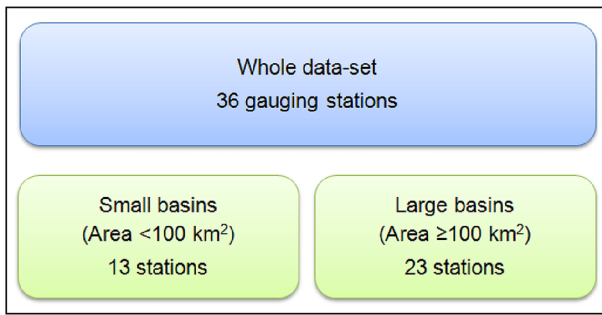 Whole data-set
36 gauging stations
Small basins
(Area <100 km²)
13 stations
Large basins
(Area ≥100 km²)
23 stations